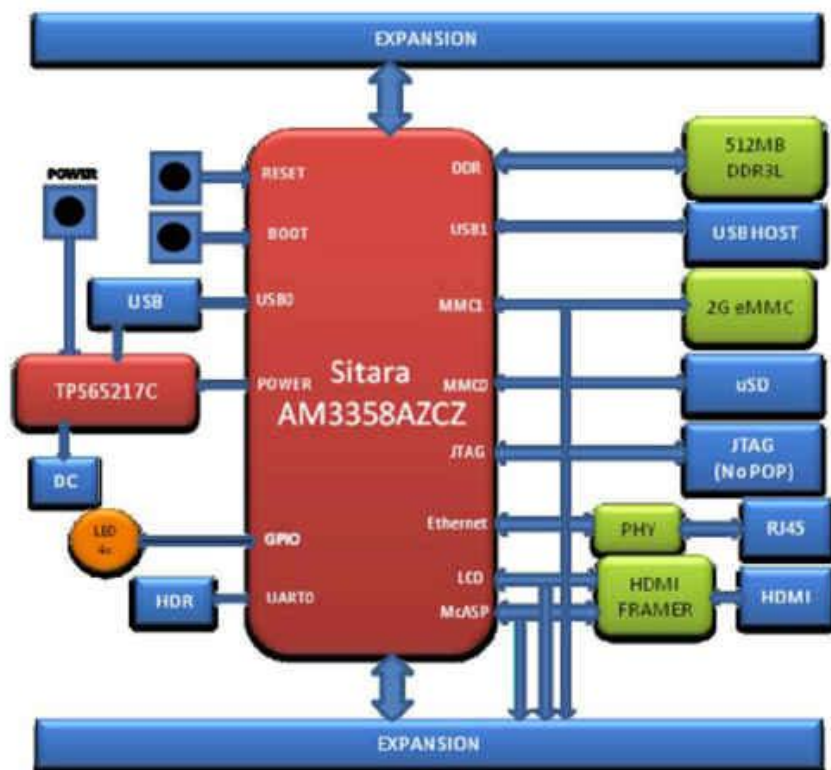 EXPANSION
POWER
RESET
BOOT
USB
USB0
TPS65217C
POWER
DC
LED
4x
GPIO
HDR
UART0
Sitara
AM3358AZCZ
DDR
USB1
MMC1
MMC0
JTAG
Ethernet
LCD
McASP
512MB
DDR3L
USB HOST
2G eMMC
uSD
JTAG
(No POP)
PHY
RJ45
HDMI
FRAMER
HDMI
EXPANSION